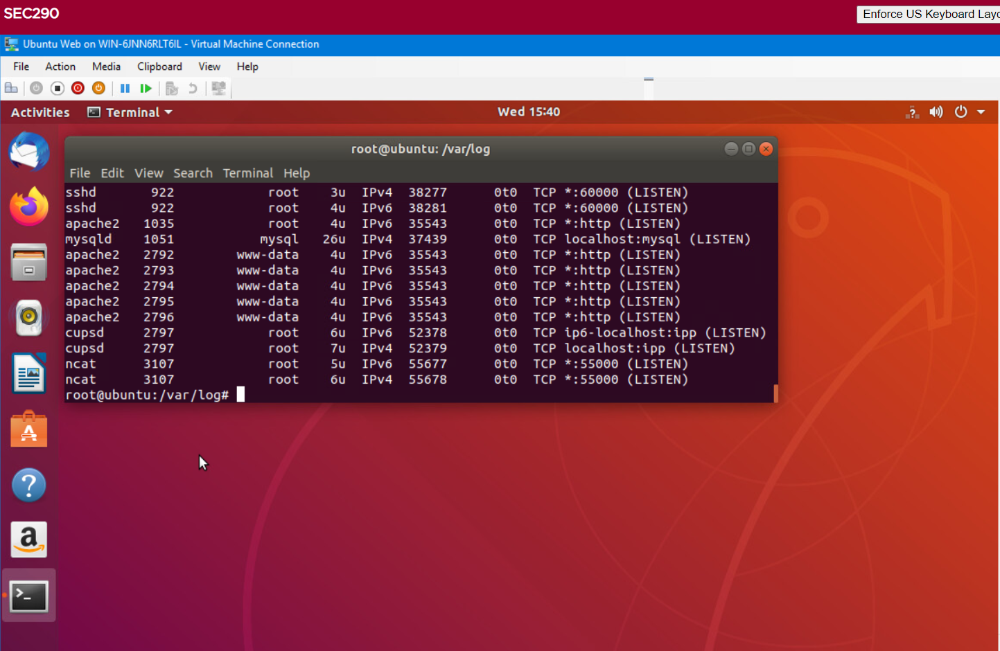 SEC290
Enforce US Keyboard Layo
Ubuntu Web on WIN-6JNN6RLT6IL - Virtual Machine Connection
File Action Media Clipboard View Help
Activities Terminal Wed 15:40
root@ubuntu: /var/log
File Edit View Search Terminal Help
sshd 922 root 3u IPv4 38277 0t0 TCP *:60000 (LISTEN)
sshd 922 root 4u IPv6 38281 0t0 TCP *:60000 (LISTEN)
apache2 1035 root 4u IPv6 35543 0t0 TCP *:http (LISTEN)
mysqld 1051 mysql 26u IPv4 37439 0t0 TCP localhost:mysql (LISTEN)
apache2 2792 www-data 4u IPv6 35543 0t0 TCP *:http (LISTEN)
apache2 2793 www-data 4u IPv6 35543 0t0 TCP *:http (LISTEN)
apache2 2794 www-data 4u IPv6 35543 0t0 TCP *:http (LISTEN)
apache2 2795 www-data 4u IPv6 35543 0t0 TCP *:http (LISTEN)
apache2 2796 www-data 4u IPv6 35543 0t0 TCP *:http (LISTEN)
cupsd 2797 root 6u IPv6 52378 0t0 TCP ip6-localhost:ipp (LISTEN)
cupsd 2797 root 7u IPv4 52379 0t0 TCP localhost:ipp (LISTEN)
ncat 3107 root 5u IPv6 55677 0t0 TCP *:55000 (LISTEN)
ncat 3107 root 6u IPv4 55678 0t0 TCP *:55000 (LISTEN)
root@ubuntu:/var/log#